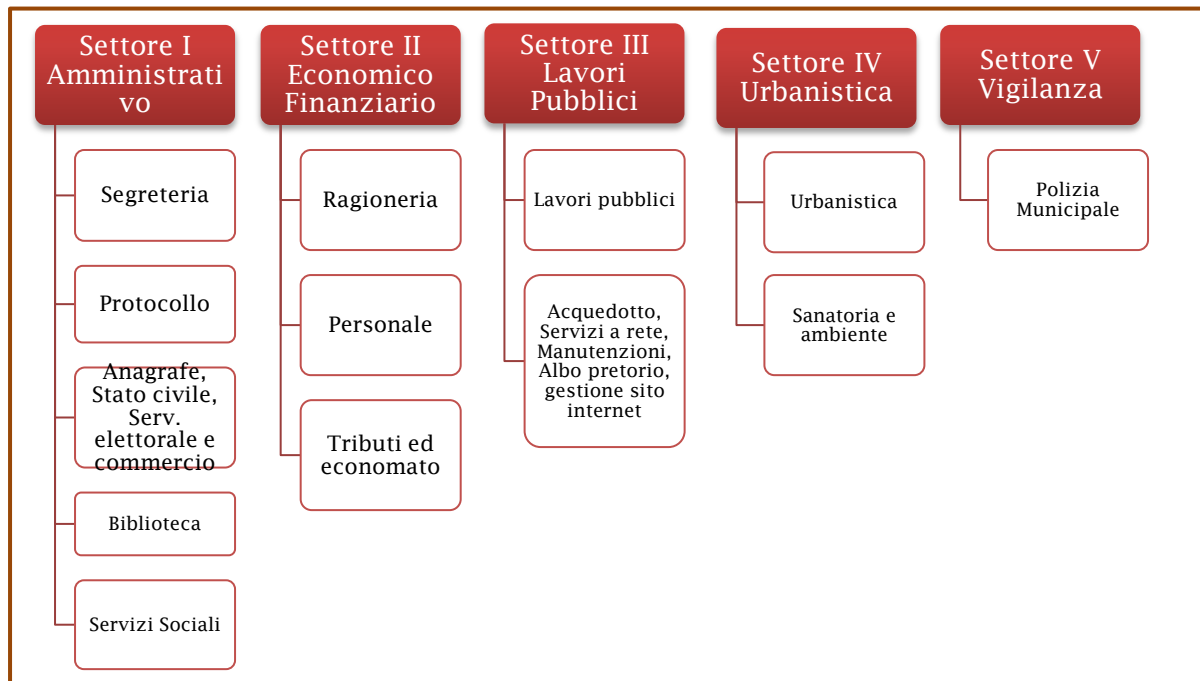 Settore I
Amministrati
vo
Segreteria
Protocollo
Anagrafe,
Stato civile,
Serv.
elettorale e
commercio
Biblioteca
Servizi Sociali
Settore II
Economico
Finanziario
Ragioneria
Personale
Tributi ed
economato
Settore III
Lavori
Pubblici
Lavori pubblici
Acquedotto,
Servizi a rete,
Manutenzioni,
Albo pretorio,
gestione sito
internet
Settore IV
Urbanistica
Urbanistica
Sanatoria e
ambiente
Settore V
Vigilanza
Polizia
Municipale